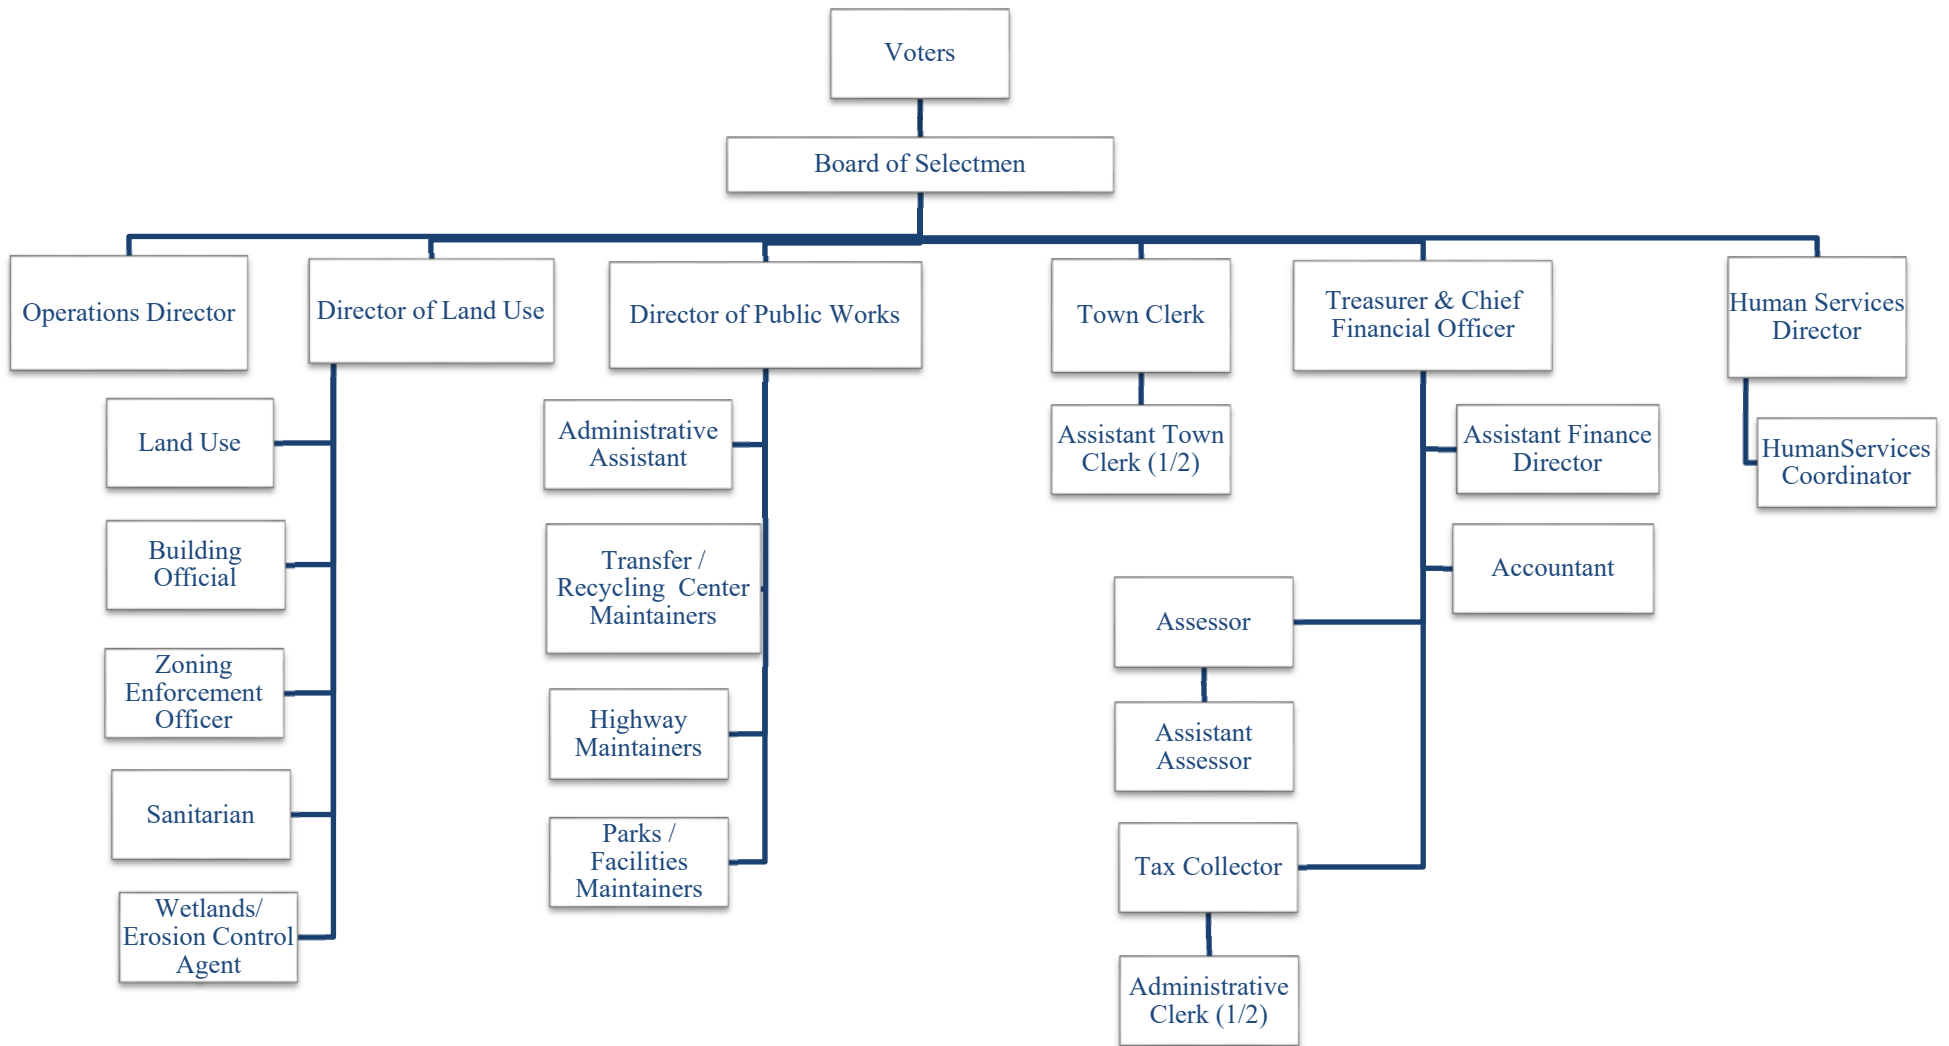 Voters
Board of Selectmen
Operations Director
Director of Land Use
Director of Public Works
Town Clerk
Treasurer & Chief
Financial Officer
Human Services
Director
Land Use
Building
Official
Zoning
Enforcement
Officer
Sanitarian
Wetlands/
Erosion Control
Agent
Administrative
Assistant
Transfer /
Recycling  Center
Maintainers
Highway
Maintainers
Parks /
Facilities
Maintainers
Assistant Town
Clerk (1/2)
Assistant Finance
Director
Accountant
Assessor
Assistant
Assessor
Tax Collector
Administrative
Clerk (1/2)
HumanServices
Coordinator